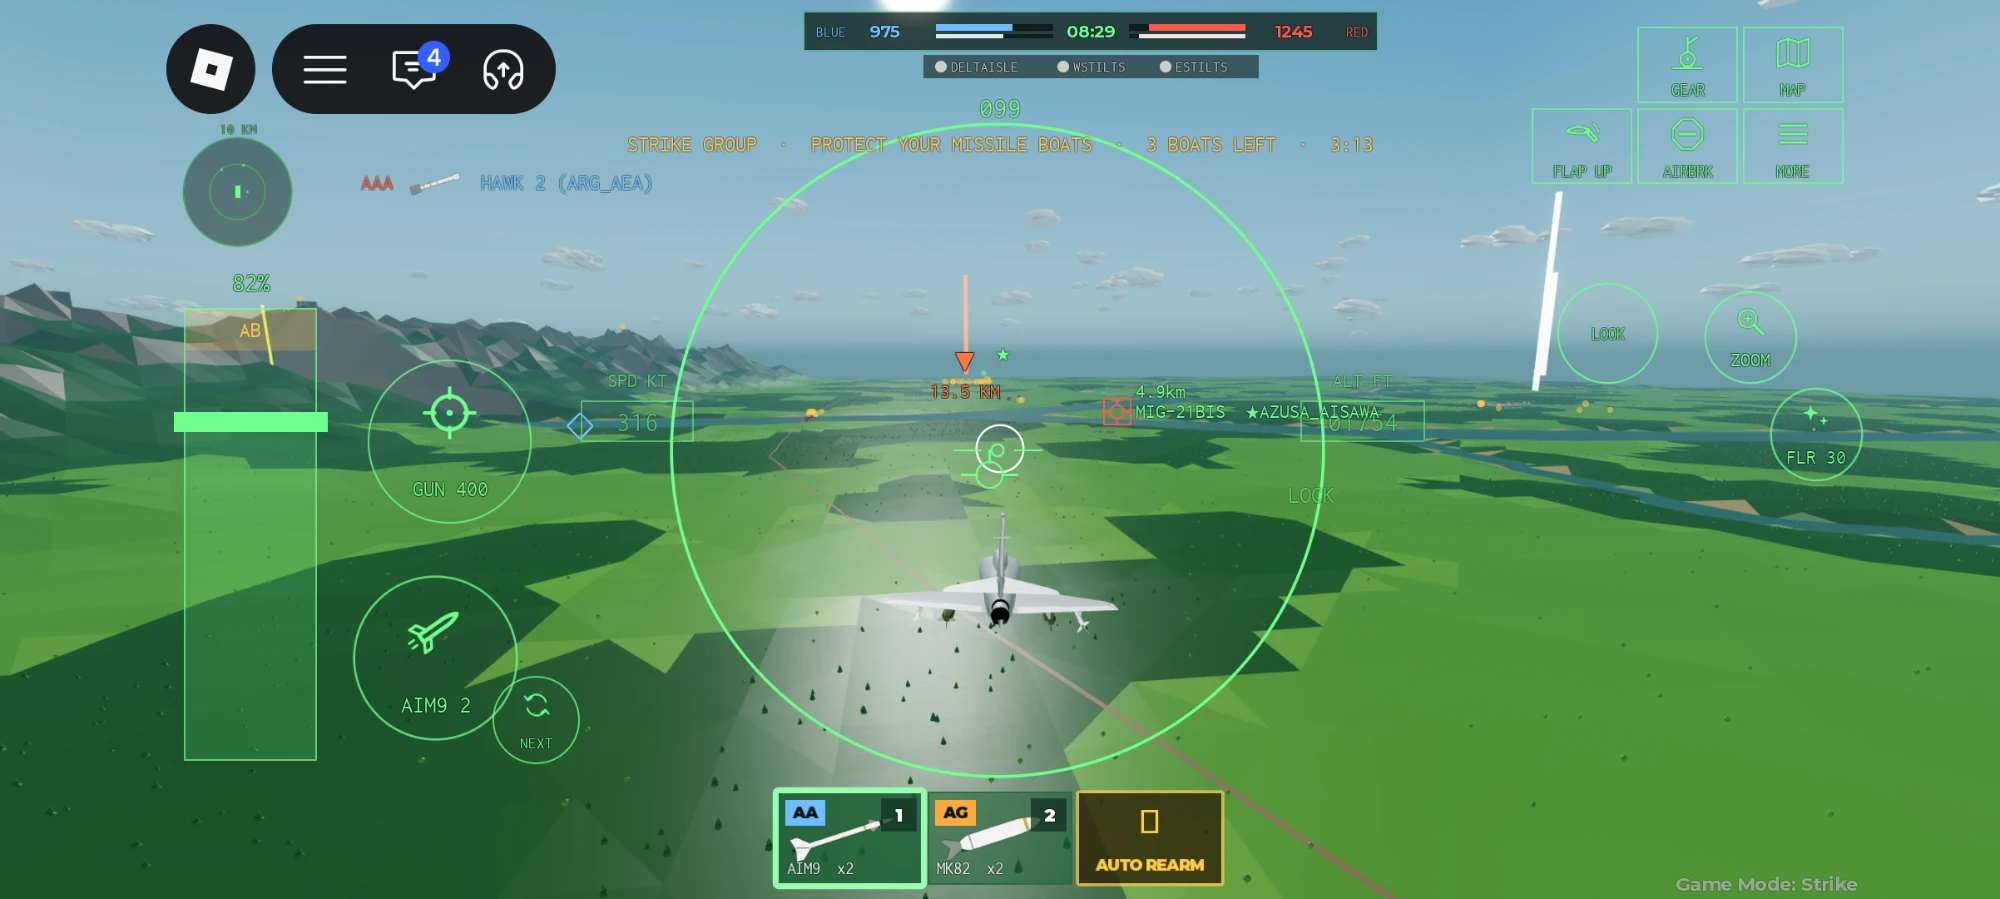 BLUE 975 08:29 1245 RED
DELTAISLE WSTILTS ESTILTS
4
099
10 KM
STRIKE GROUP · PROTECT YOUR MISSILE BOATS · 3 BOATS LEFT · 3:13
AAA HAWK 2 (ARG_AEA)
GEAR
MAP
FLAP UP
AIRBRK
MORE
82%
AB
LOOK
ZOOM
SPD KT
316
13.5 KM
4.9km
MIG-21BIS ★AZUSA_AISAWA
ALT FT
01754
FLR 30
GUN 400
LOCK
AIM9 2
NEXT
AA 1
AIM9 x2
AG 2
MK82 x2
AUTO REARM
Game Mode: Strike